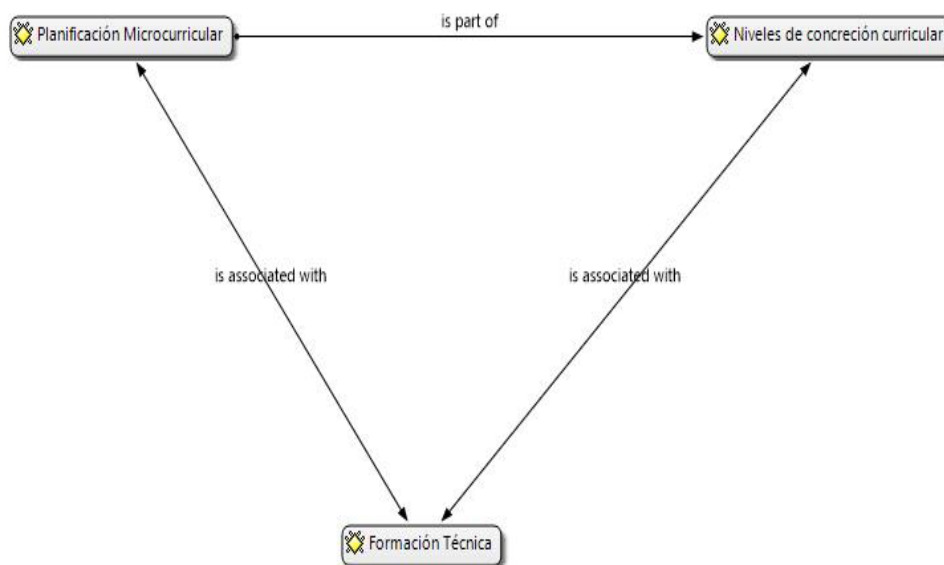 is part of
Planificación Microcurricular
Niveles de concreción curricular
is associated with
is associated with
Formación Técnica